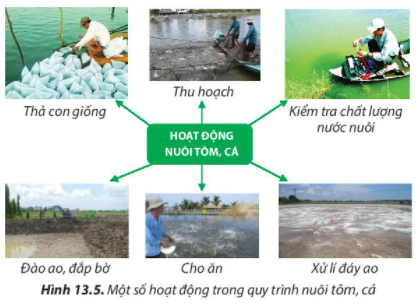 Thả con giống
Thu hoạch
Kiểm tra chất lượng
nước nuôi
HOẠT ĐỘNG
NUÔI TÔM, CÁ
Đào ao, đắp bờ
Cho ăn
Xử lí đáy ao
Hình 13.5. Một số hoạt động trong quy trình nuôi tôm, cá